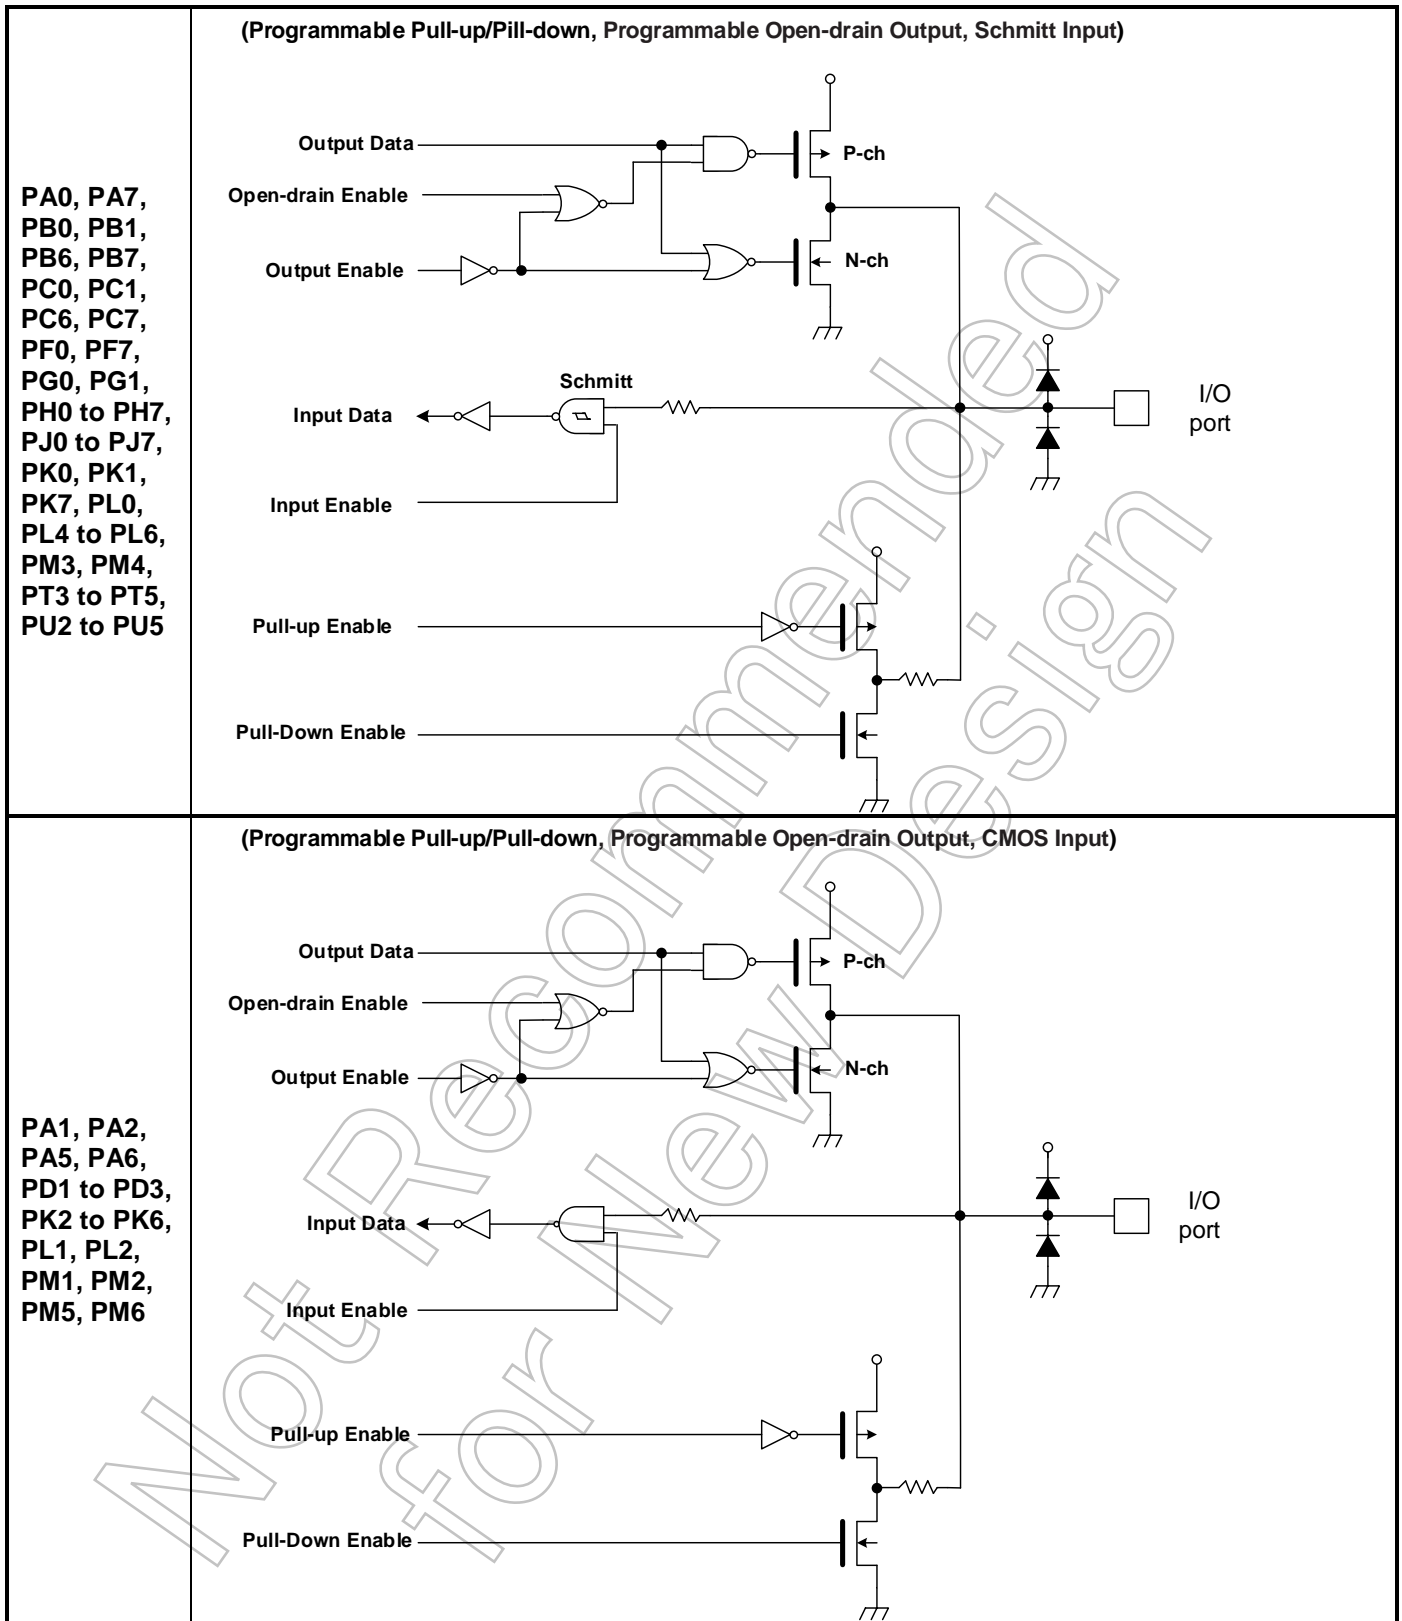 (Programmable Pull-up/Pill-down, Programmable Open-drain Output, Schmitt Input)
PA0, PA7,
PB0, PB1,
PB6, PB7,
PC0, PC1,
PC6, PC7,
PF0, PF7,
PG0, PG1,
PH0 to PH7,
PJ0 to PJ7,
PK0, PK1,
PK7, PL0,
PL4 to PL6,
PM3, PM4,
PT3 to PT5,
PU2 to PU5
Output Data
P-ch
Open-drain Enable
Output Enable
N-ch
Schmitt
Input Data
I/O
port
Input Enable
Pull-up Enable
Pull-Down Enable
(Programmable Pull-up/Pull-down, Programmable Open-drain Output, CMOS Input)
PA1, PA2,
PA5, PA6,
PD1 to PD3,
PK2 to PK6,
PL1, PL2,
PM1, PM2,
PM5, PM6
Output Data
P-ch
Open-drain Enable
Output Enable
N-ch
Input Data
I/O
port
Input Enable
Pull-up Enable
Pull-Down Enable
Not Recommended
for New Design